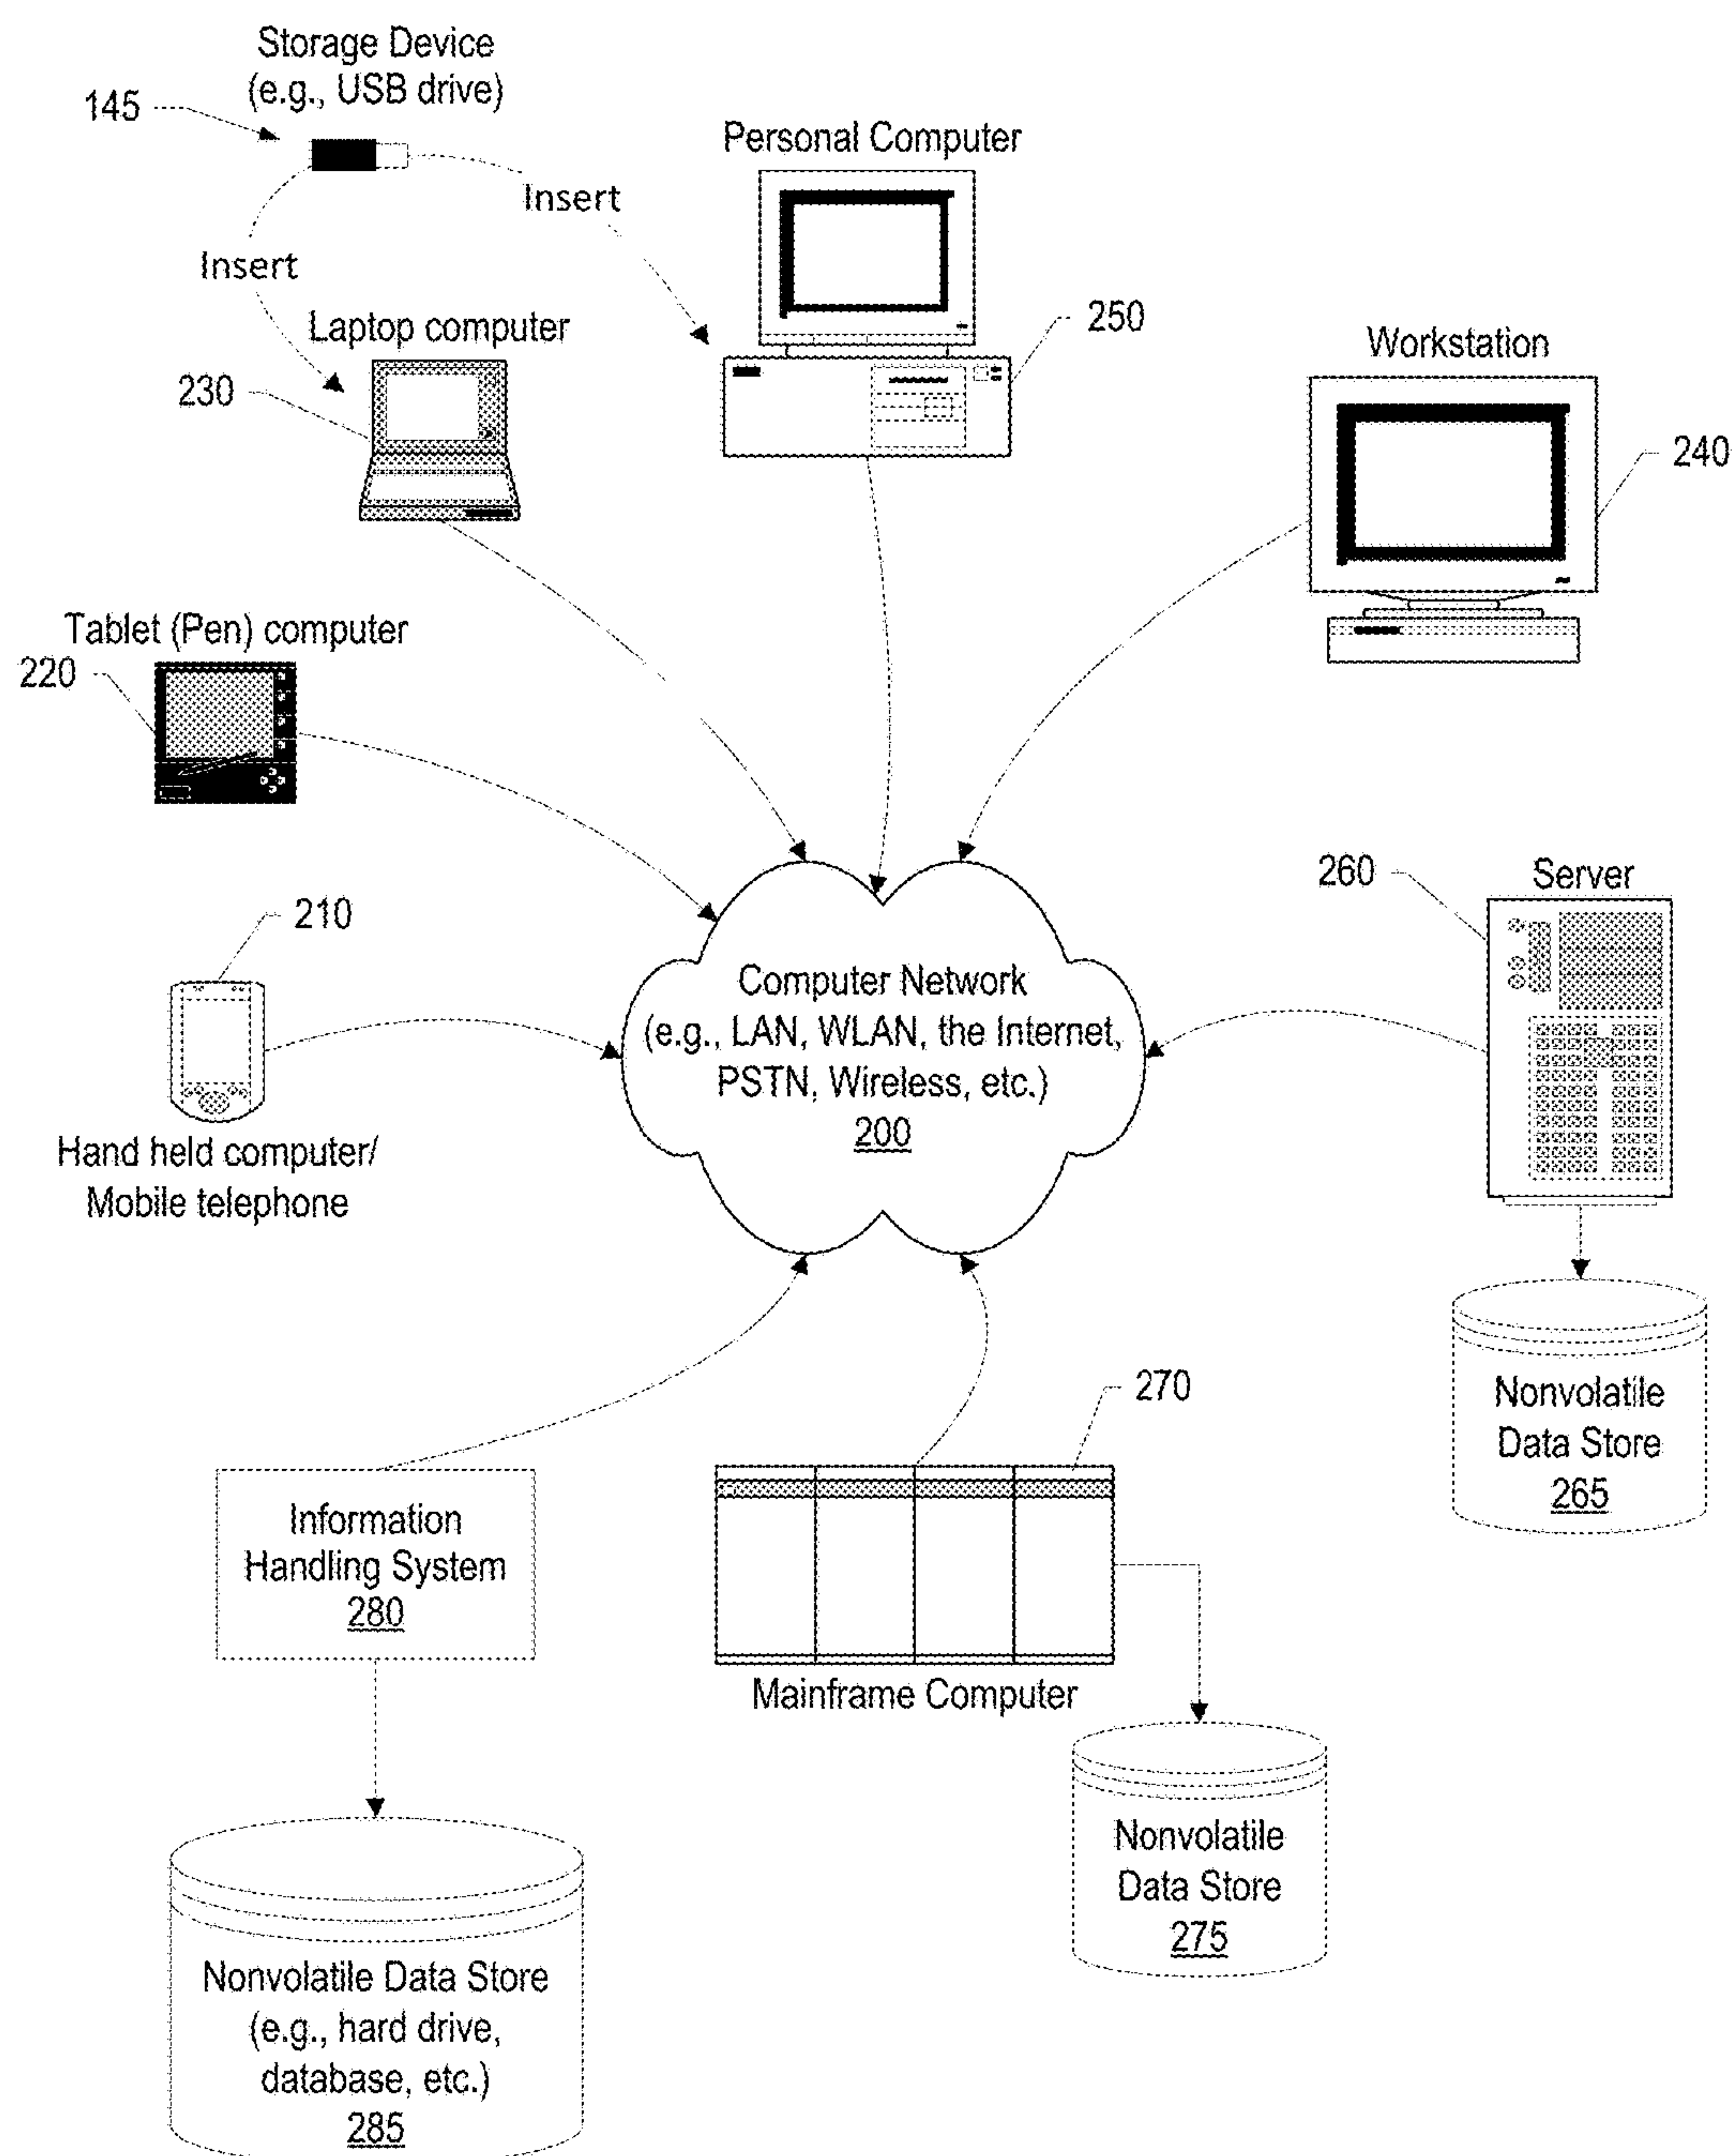 Storage Device
(e.g., USB drive)
145
Insert
Insert
Personal Computer
250
Laptop computer
230
Workstation
240
Tablet (Pen) computer
220
210
Hand held computer/
Mobile telephone
Computer Network
(e.g., LAN, WLAN, the Internet,
PSTN, Wireless, etc.)
200
260
Server
Nonvolatile
Data Store
265
Information
Handling System
280
270
Mainframe Computer
Nonvolatile
Data Store
275
Nonvolatile Data Store
(e.g., hard drive,
database, etc.)
285